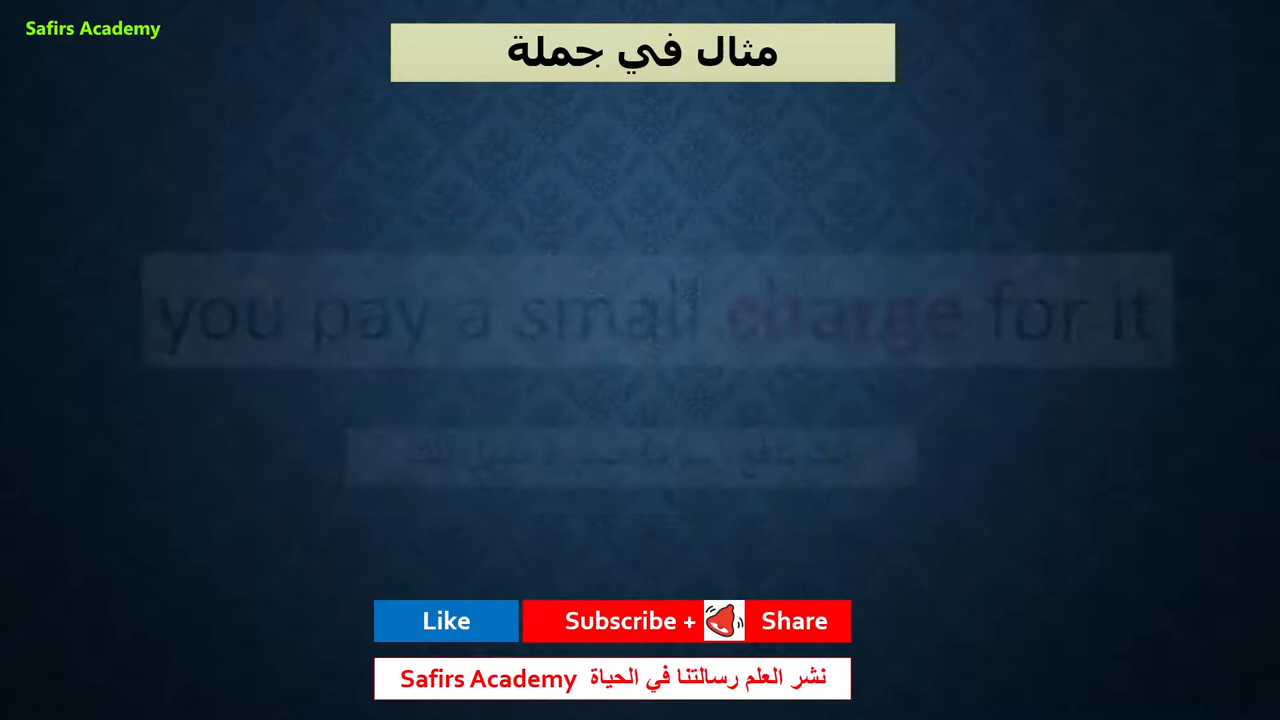 Safirs Academy
مثال في جملة
you pay a small charge for it
Like
Subscribe +
Share
نشر العلم رسالتنا في الحياة Safirs Academy